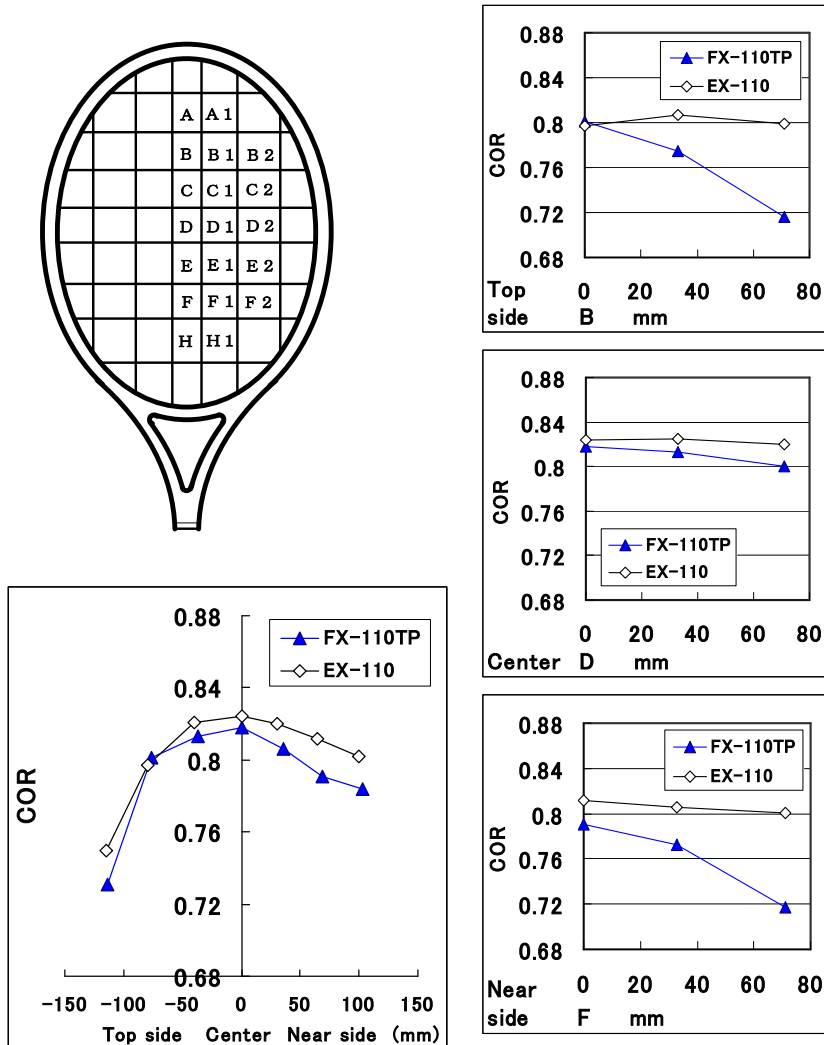 A A1
B B1 B2
C C1 C2
D D1 D2
E E1 E2
F F1 F2
H H1
0.88
0.84
0.8
0.76
0.72
0.68
COR
FX-110TP
EX-110
0 20 40 60 80
Top side B mm
0.88
0.84
0.8
0.76
0.72
0.68
COR
FX-110TP
EX-110
0 20 40 60 80
Center D mm
0.88
0.84
0.8
0.76
0.72
0.68
COR
FX-110TP
EX-110
0 20 40 60 80
Near side F mm
0.88
0.84
0.8
0.76
0.72
0.68
COR
FX-110TP
EX-110
-150 -100 -50 0 50 100 150
Top side Center Near side (mm)